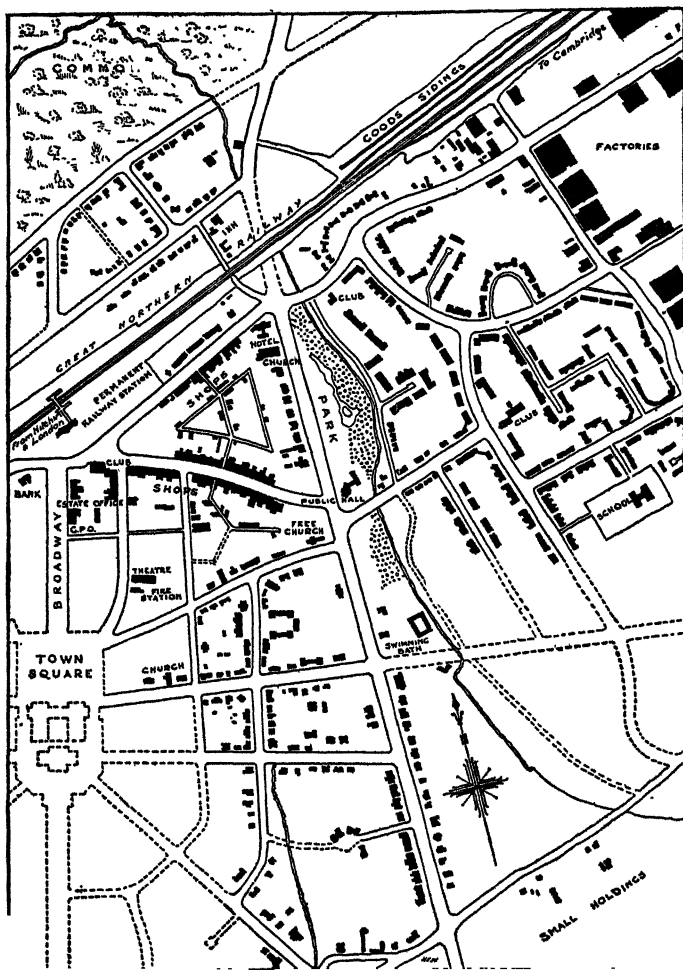 COMMO
GOODS SIDINGS
To Cambridge
FACTORIES
INN
GREAT NORTHERN RAILWAY
CLUB
HOTEL
CHURCH
SHOPS
PARK
PERMANENT
RAILWAY STATION
From Hitchin
& London
CLUB
CLUB
BANK
SHOPS
ESTATE OFFICE
G.P.O.
PUBLIC HALL
FREE
CHURCH
SCHOOL
BROADWAY
THEATRE
FIRE
STATION
TOWN
SQUARE
CHURCH
SWIMMING
BATH
SMALL HOLDINGS